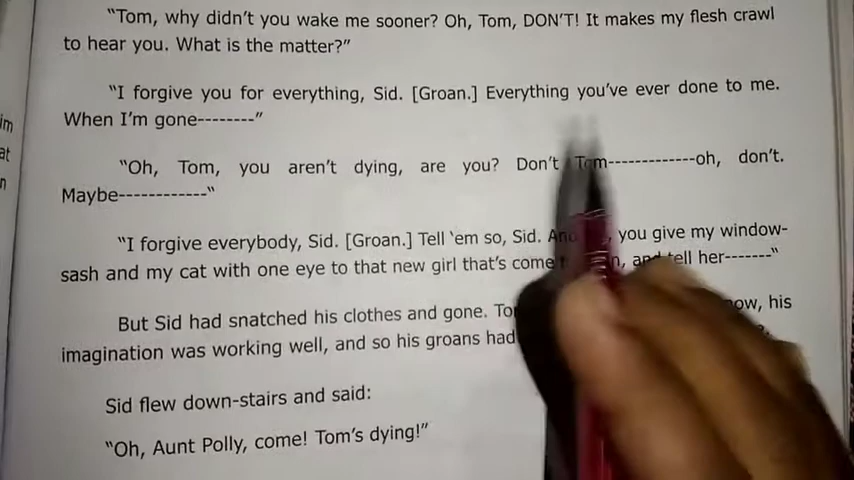 “Tom, why didn’t you wake me sooner? Oh, Tom, DON’T! It makes my flesh crawl
to hear you. What is the matter?”
“I forgive you for everything, Sid. [Groan.] Everything you’ve ever done to me.
When I’m gone--------”
“Oh, Tom, you aren’t dying, are you? Don’t Tom-------------oh, don’t.
Maybe------------“
“I forgive everybody, Sid. [Groan.] Tell ‘em so, Sid. you give my window-
sash and my cat with one eye to that new girl that’s come and tell her-------“
But Sid had snatched his clothes and gone. his
imagination was working well, and so his groans had
Sid flew down-stairs and said:
“Oh, Aunt Polly, come! Tom’s dying!”
im
at
n